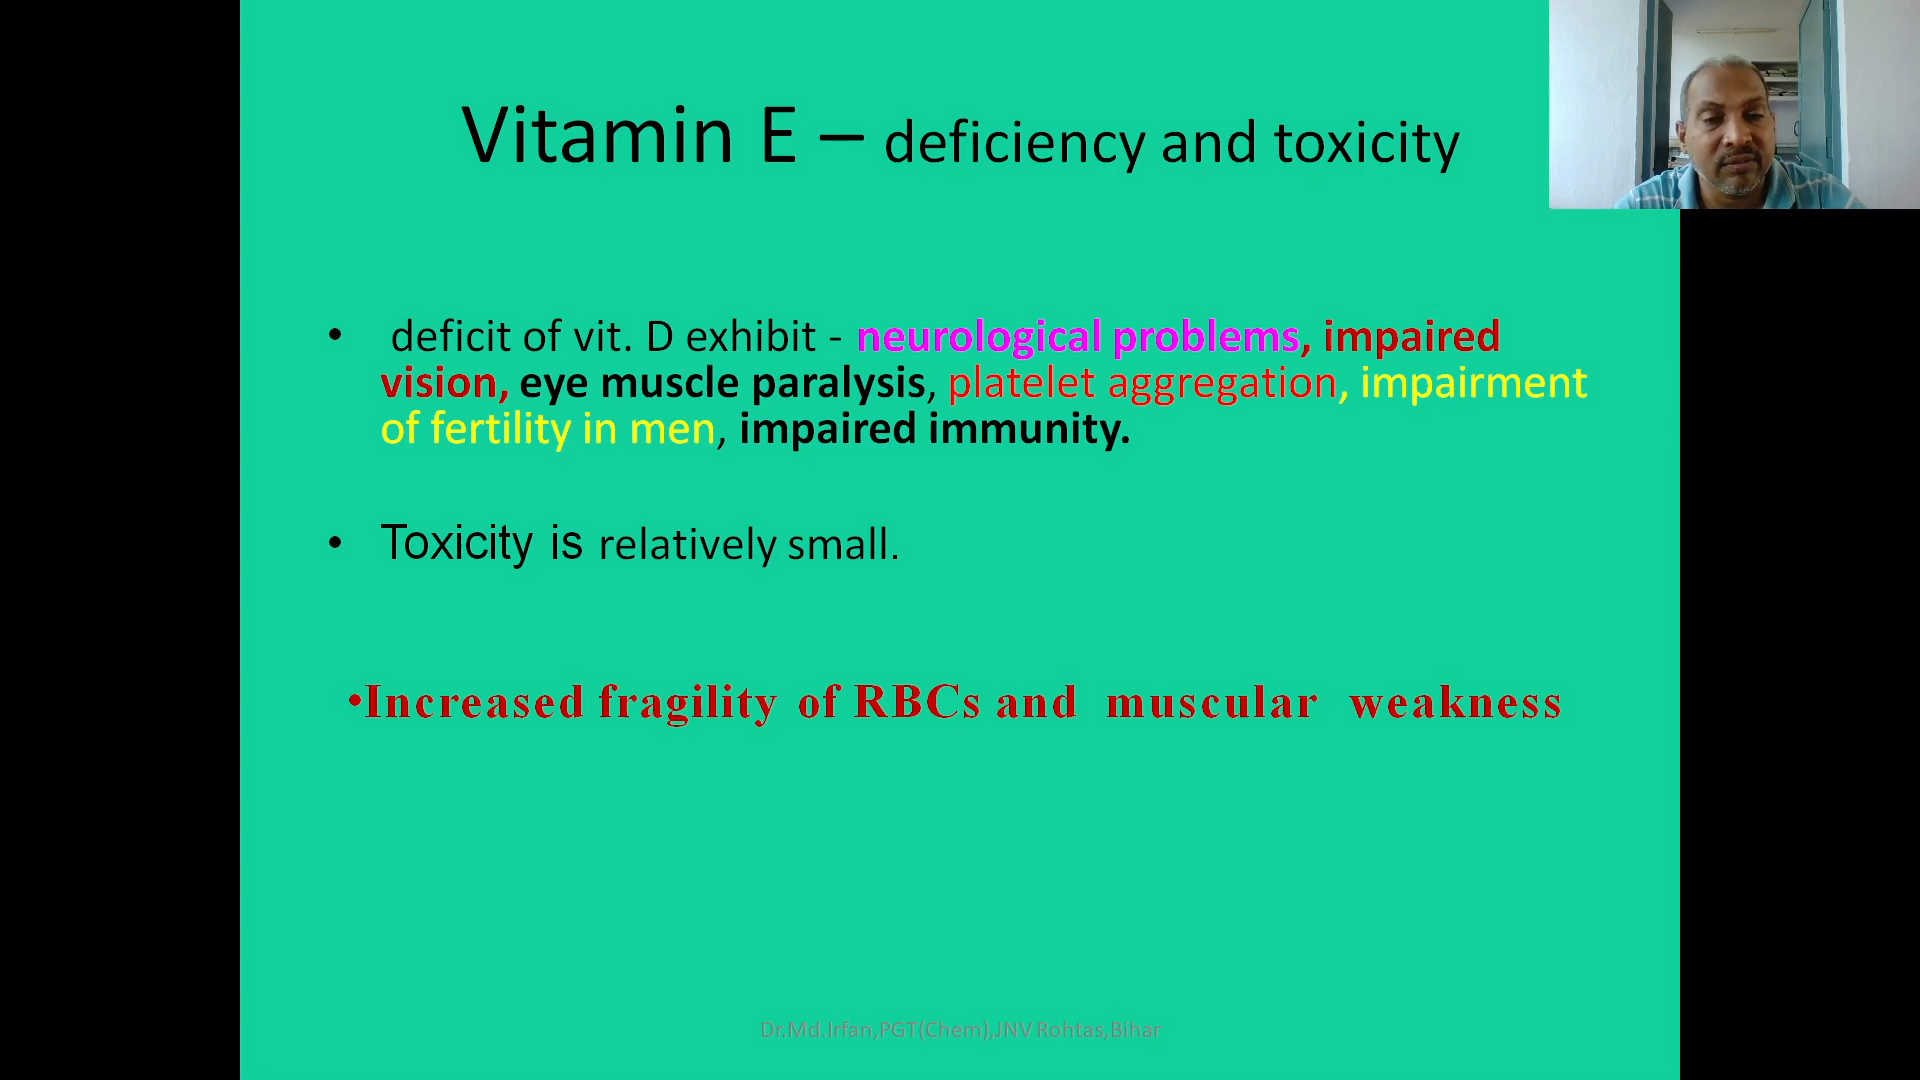 Vitamin E – deficiency and toxicity
• deficit of vit. D exhibit - neurological problems, impaired
vision, eye muscle paralysis, platelet aggregation, impairment
of fertility in men, impaired immunity.
• Toxicity is relatively small.
•Increased fragility of RBCs and muscular weakness
Dr.Md.Irfan,PGT(Chem),JNV Rohtas,Bihar